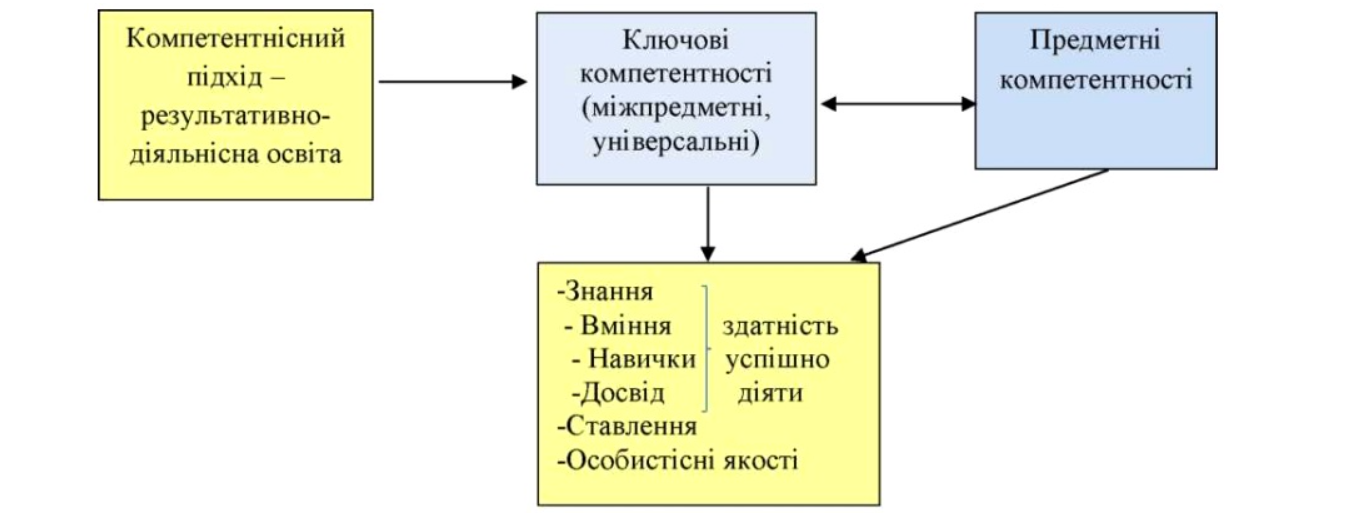 Компетентнісний
підхід –
результативно-
діяльнісна освіта
Ключові
компетентності
(міжпредметні,
універсальні)
Предметні
компетентності
-Знання
- Вміння
- Навички
-Досвід
-Ставлення
-Особистісні якості
здатність
успішно
діяти